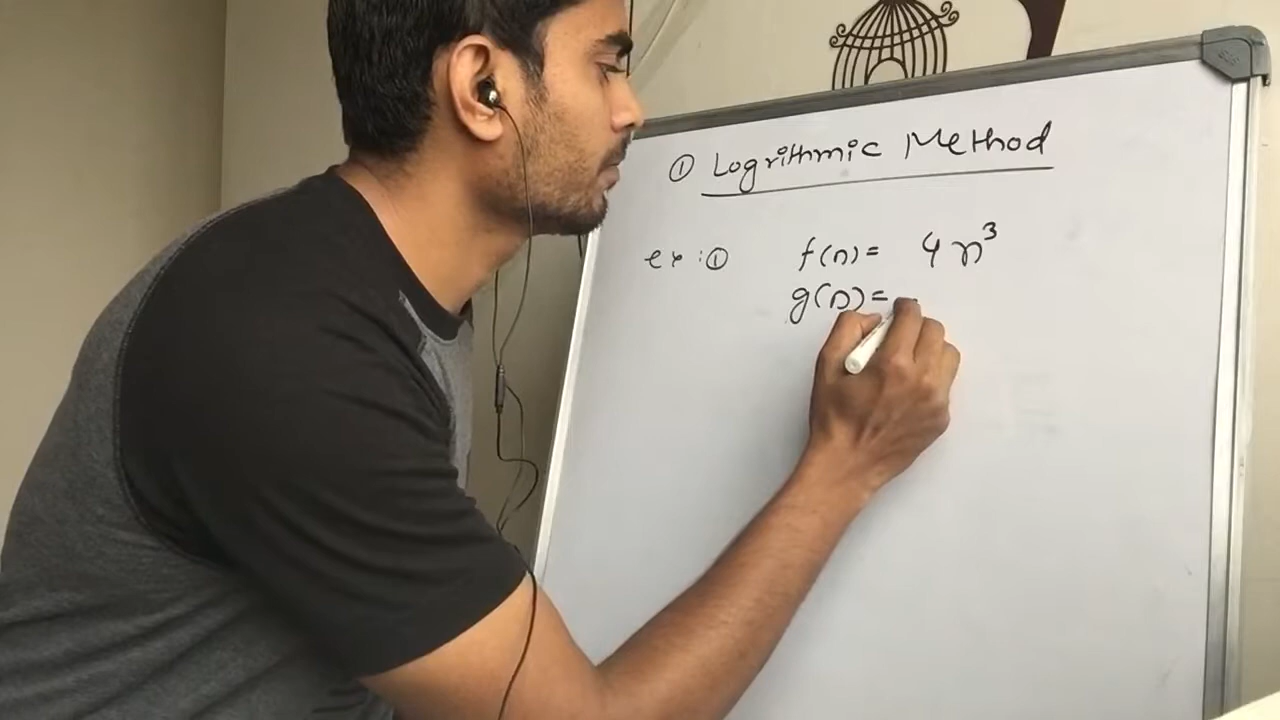 ① Logrithmic Method
ex :① f(n) = 4n³
g(n) =